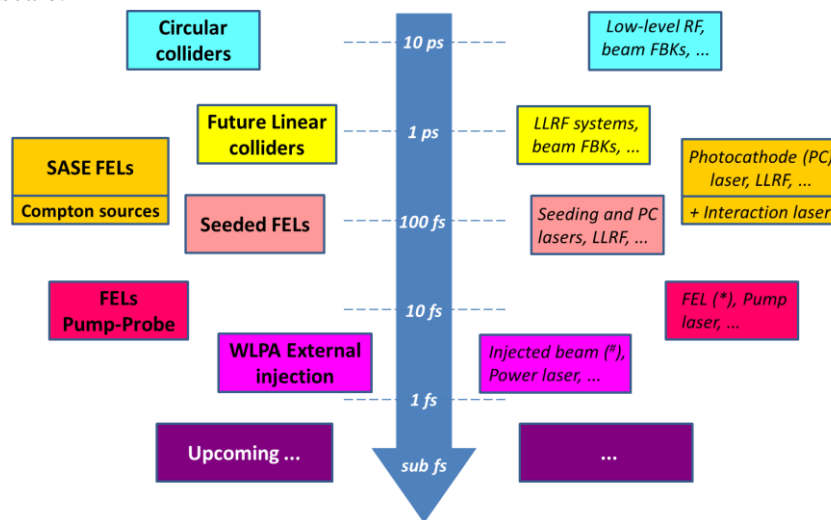 Circular
colliders
10 ps
Low-level RF,
beam FBKs, ...
Future Linear
colliders
1 ps
LLRF systems,
beam FBKs, ...
SASE FELs
Compton sources
Photocathode (PC)
laser, LLRF, ...
+ Interaction laser
Seeded FELs
100 fs
Seeding and PC
lasers, LLRF, ...
FELs
Pump-Probe
10 fs
FEL (*), Pump
laser, ...
WLPA External
injection
Injected beam (#),
Power laser, ...
1 fs
Upcoming ...
sub fs
...